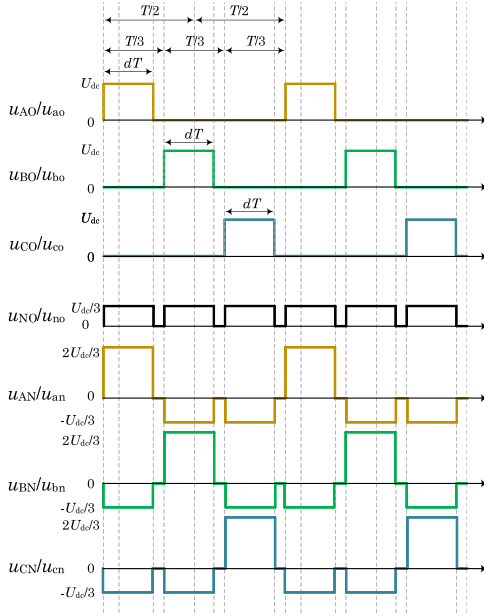 T/2 T/2
T/3 T/3 T/3
dT
U_dc
u_AO/u_ao
0
dT
U_dc
u_BO/u_bo
0
dT
U_dc
u_CO/u_co
0
U_dc/3
u_NO/u_no
0
2U_dc/3
u_AN/u_an
0
-U_dc/3
2U_dc/3
u_BN/u_bn
0
-U_dc/3
2U_dc/3
u_CN/u_cn
0
-U_dc/3